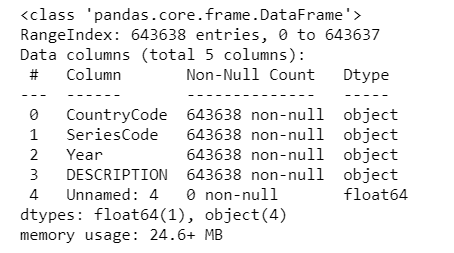 <class 'pandas.core.frame.DataFrame'>
RangeIndex: 643638 entries, 0 to 643637
Data columns (total 5 columns):
 #   Column       Non-Null Count   Dtype
---  ------       --------------   -----
 0   CountryCode  643638 non-null  object
 1   SeriesCode   643638 non-null  object
 2   Year         643638 non-null  object
 3   DESCRIPTION  643638 non-null  object
 4   Unnamed: 4   0 non-null       float64
dtypes: float64(1), object(4)
memory usage: 24.6+ MB